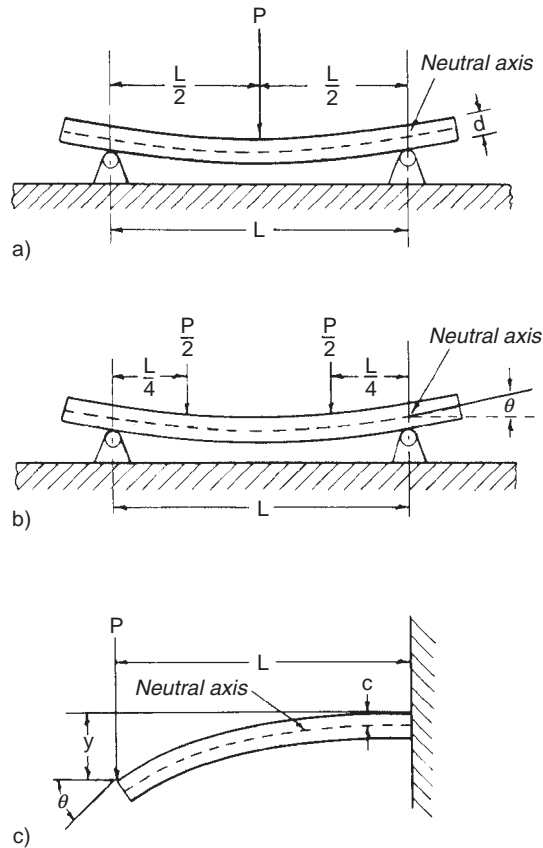 P
L/2 L/2
Neutral axis
d
L
a)
P/2 P/2
L/4 L/4
Neutral axis
θ
L
b)
P
L
Neutral axis
c
y
θ
c)